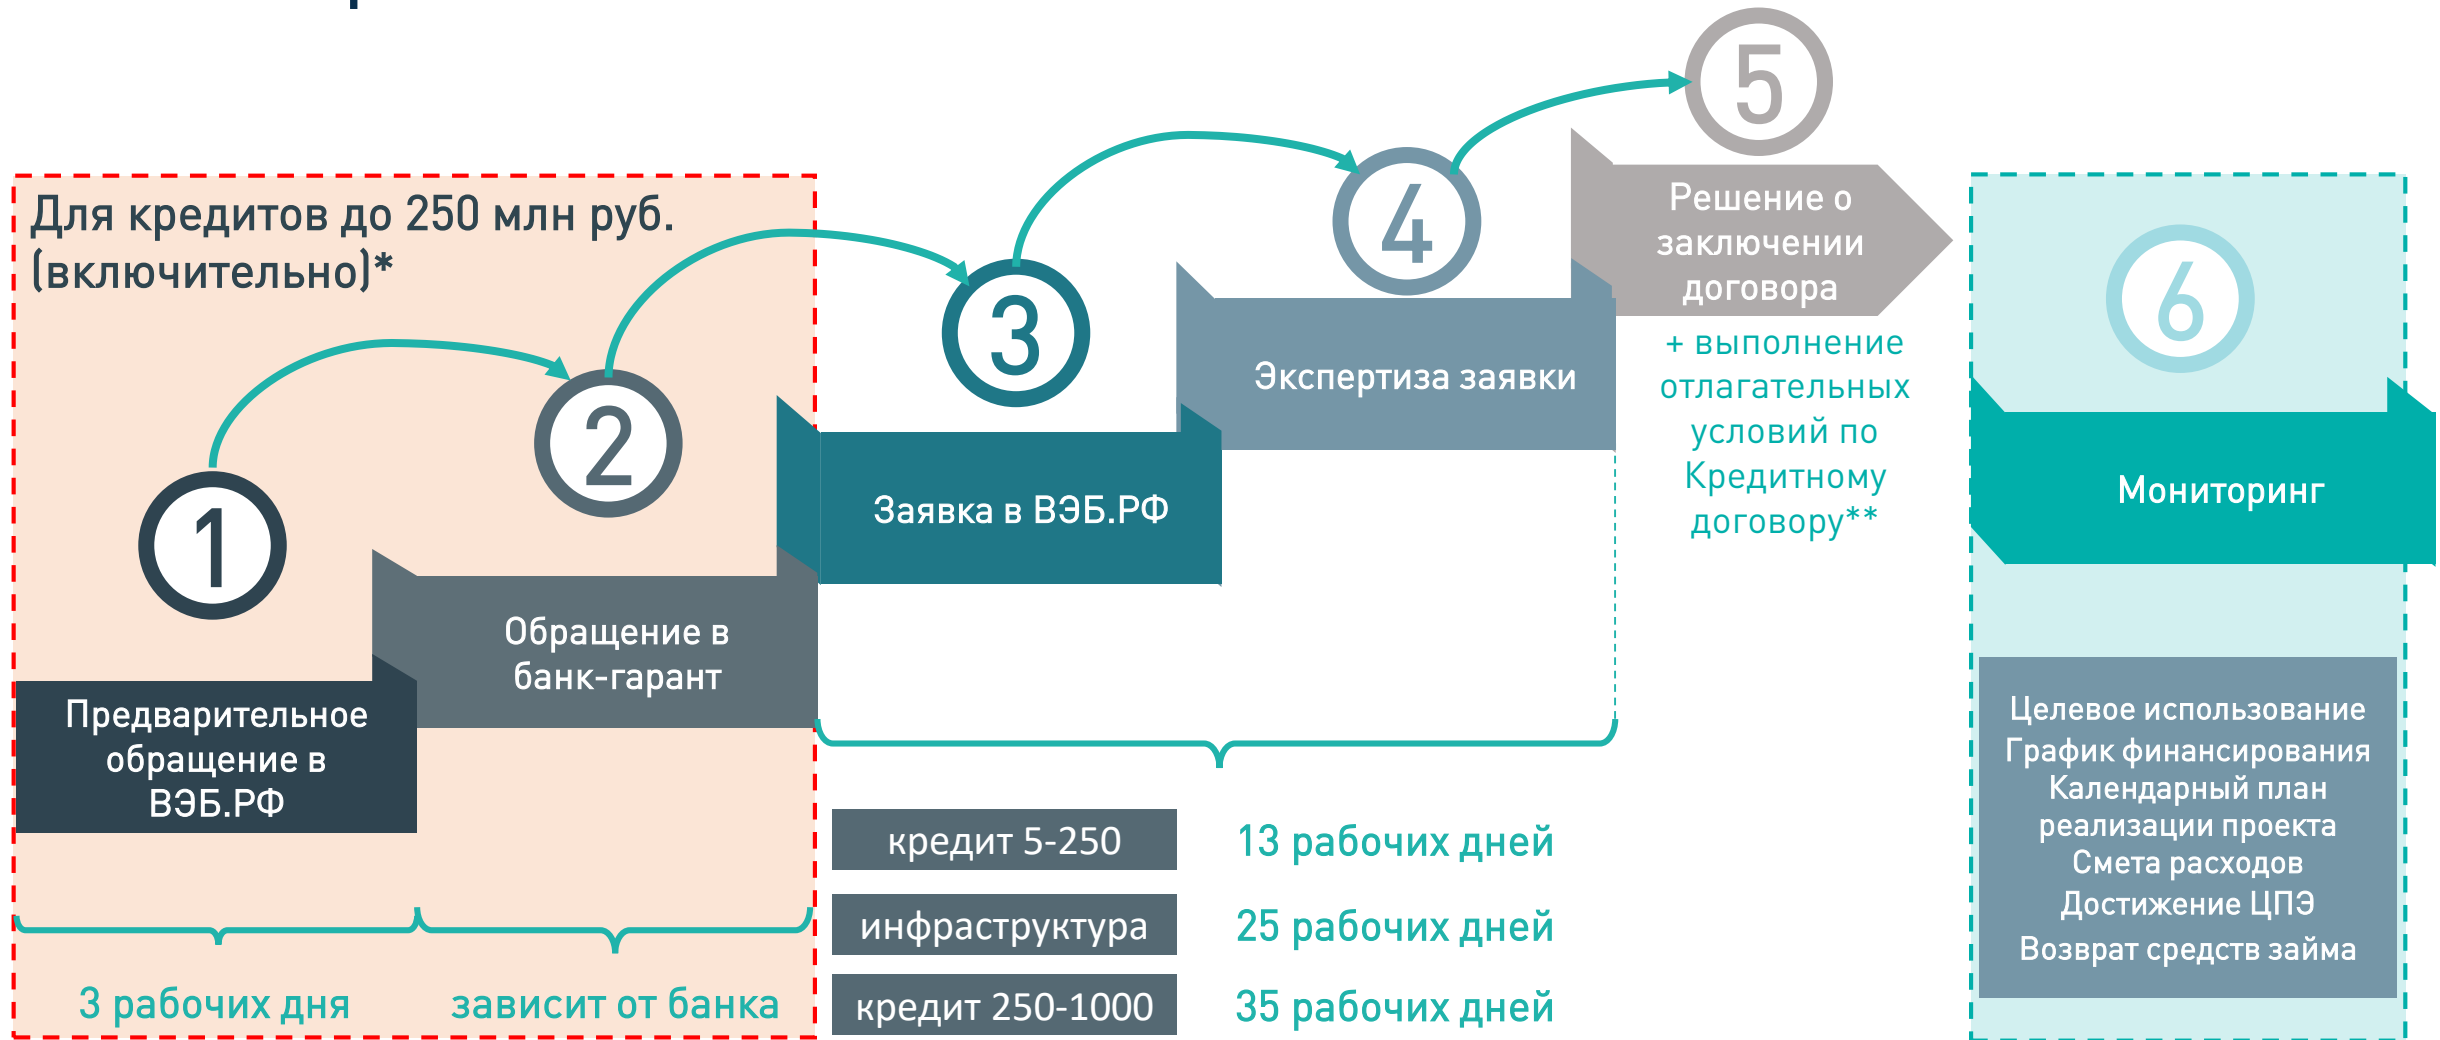 Для кредитов до 250 млн руб.
(включительно)*
1
Предварительное
обращение в
ВЭБ.РФ
3 рабочих дня
2
Обращение в
банк-гарант
зависит от банка
3
Заявка в ВЭБ.РФ
4
Экспертиза заявки
кредит 5-250
13 рабочих дней
инфраструктура
25 рабочих дней
кредит 250-1000
35 рабочих дней
5
Решение о
заключении
договора
+ выполнение
отлагательных
условий по
Кредитному
договору**
6
Мониторинг
Целевое использование
График финансирования
Календарный план
реализации проекта
Смета расходов
Достижение ЦПЭ
Возврат средств займа